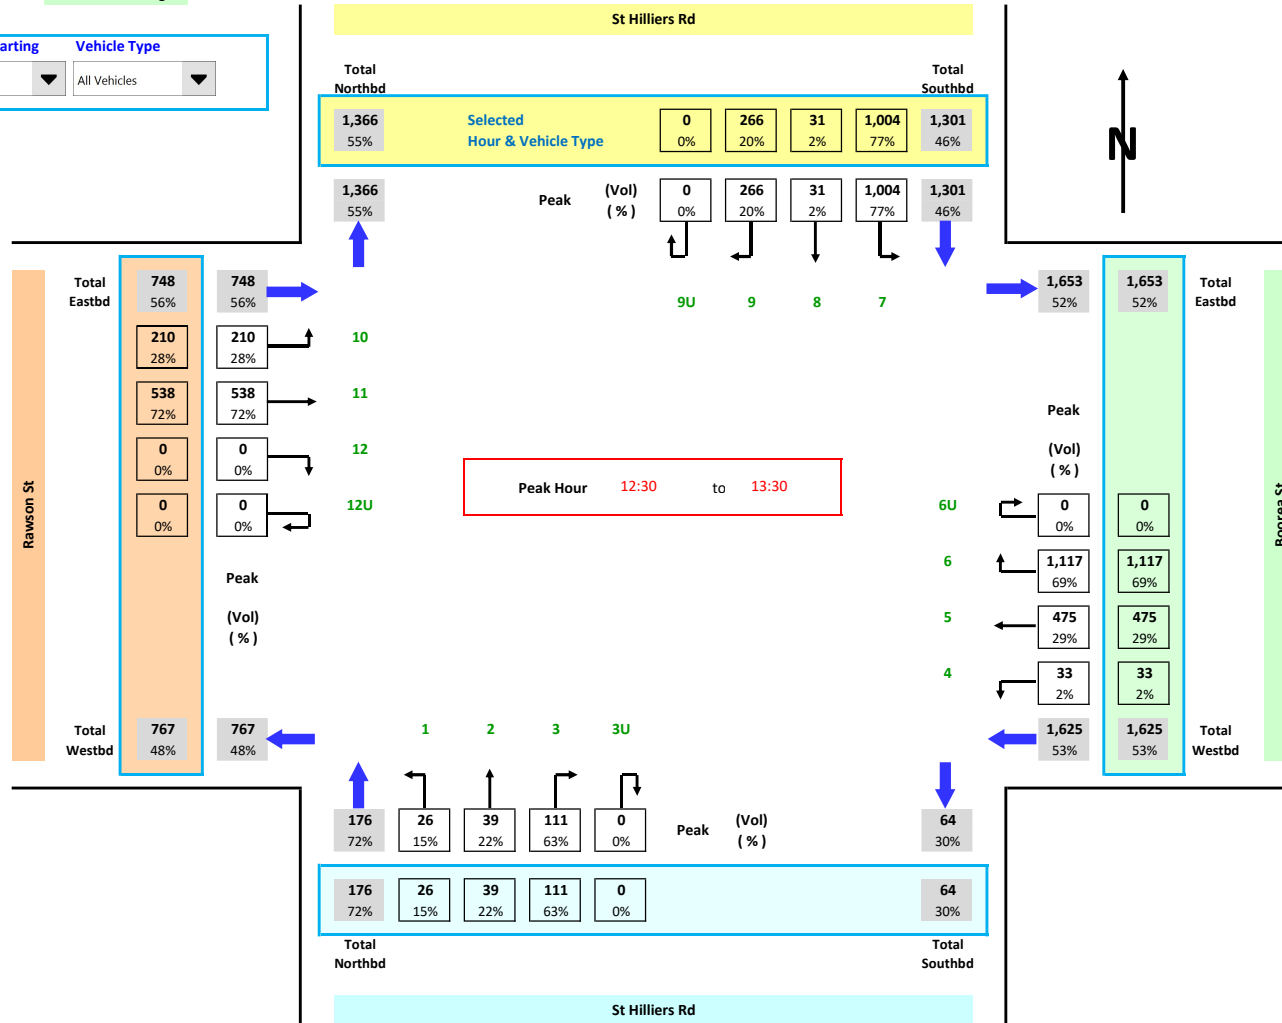 St Hilliers Rd
arting Vehicle Type
All Vehicles
Total
Northbd
Total
Southbd
1,366 Selected 0 266 31 1,004 1,301
55% Hour & Vehicle Type 0% 20% 2% 77% 46%
1,366 Peak (Vol) 0 266 31 1,004 1,301
55% ( % ) 0% 20% 2% 77% 46%
N
Total 748 748 1,653 1,653 Total
Eastbd 56% 56% 52% 52% Eastbd
9U 9 8 7
210 210 10
28% 28%
538 538 11
72% 72%
Peak
0 0 12 (Vol)
0% 0% ( % )
Rawson St
Peak Hour 12:30 to 13:30
0 0 12U 6U 0 0
0% 0% 0% 0%
Boorea St
6 1,117 1,117
69% 69%
Peak
(Vol) 5 475 475
( % ) 29% 29%
4 33 33
2% 2%
Total 767 767 1 2 3 3U 1,625 1,625 Total
Westbd 48% 48% 53% 53% Westbd
176 26 39 111 0 Peak (Vol) 64
72% 15% 22% 63% 0% ( % ) 30%
176 26 39 111 0 64
72% 15% 22% 63% 0% 30%
Total
Northbd
Total
Southbd
St Hilliers Rd